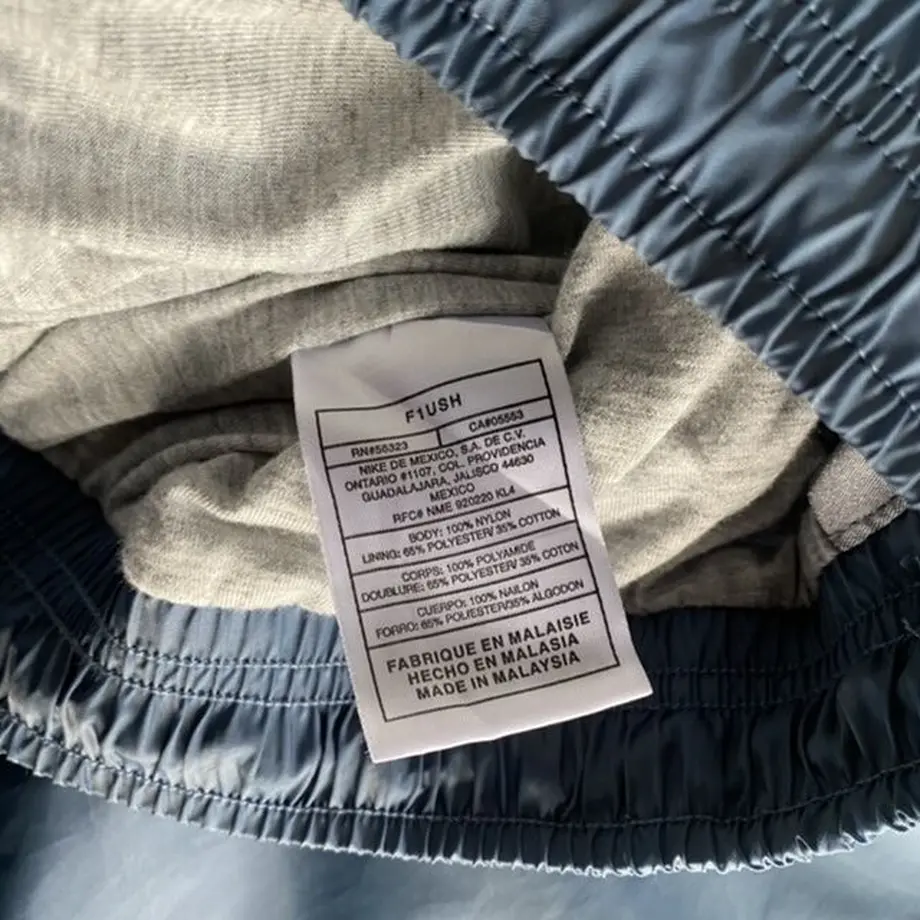 F1USH
RN#56323 CA#05553
NIKE DE MEXICO, S.A. DE C.V.
ONTARIO #1107, COL. PROVIDENCIA
GUADALAJARA, JALISCO 44630
MEXICO
RFC# NME 920220 KL4
BODY: 100% NYLON
LINING: 65% POLYESTER/ 35% COTTON
CORPS: 100% POLYAMIDE
DOUBLURE: 65% POLYESTER/ 35% COTON
CUERPO: 100% NAILON
FORRO: 65% POLIESTER/35% ALGODON
FABRIQUE EN MALAISIE
HECHO EN MALASIA
MADE IN MALAYSIA